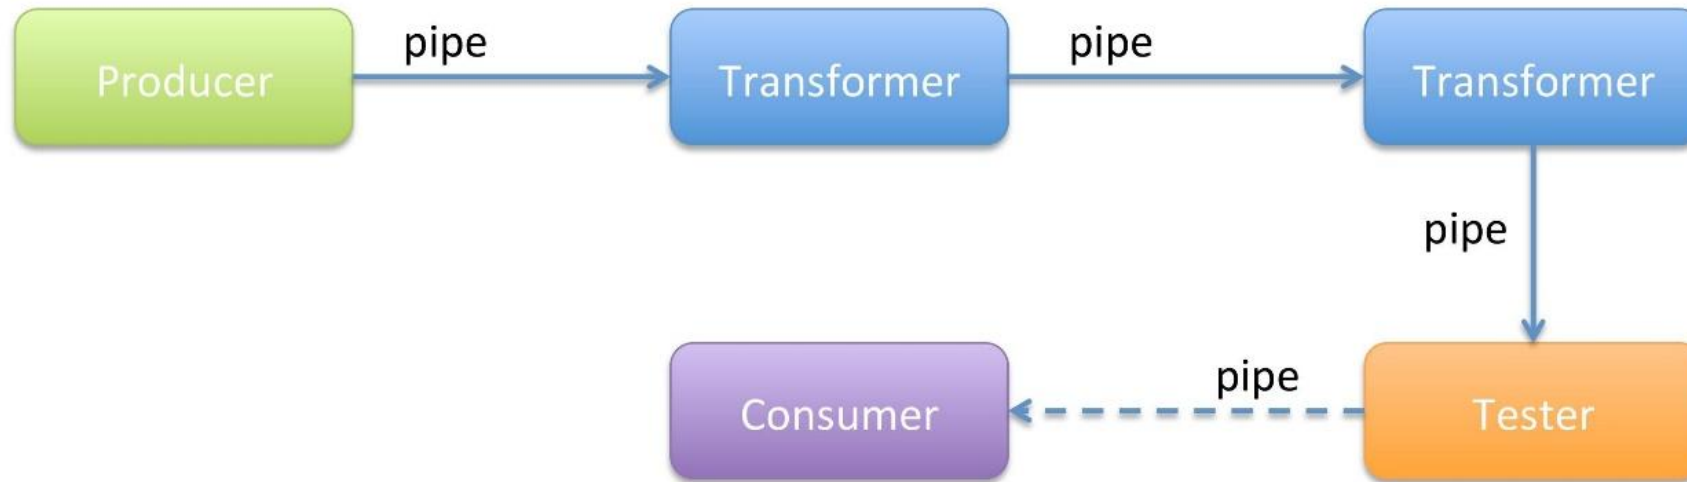 pipe
pipe
Producer
Transformer
Transformer
pipe
pipe
Consumer
Tester